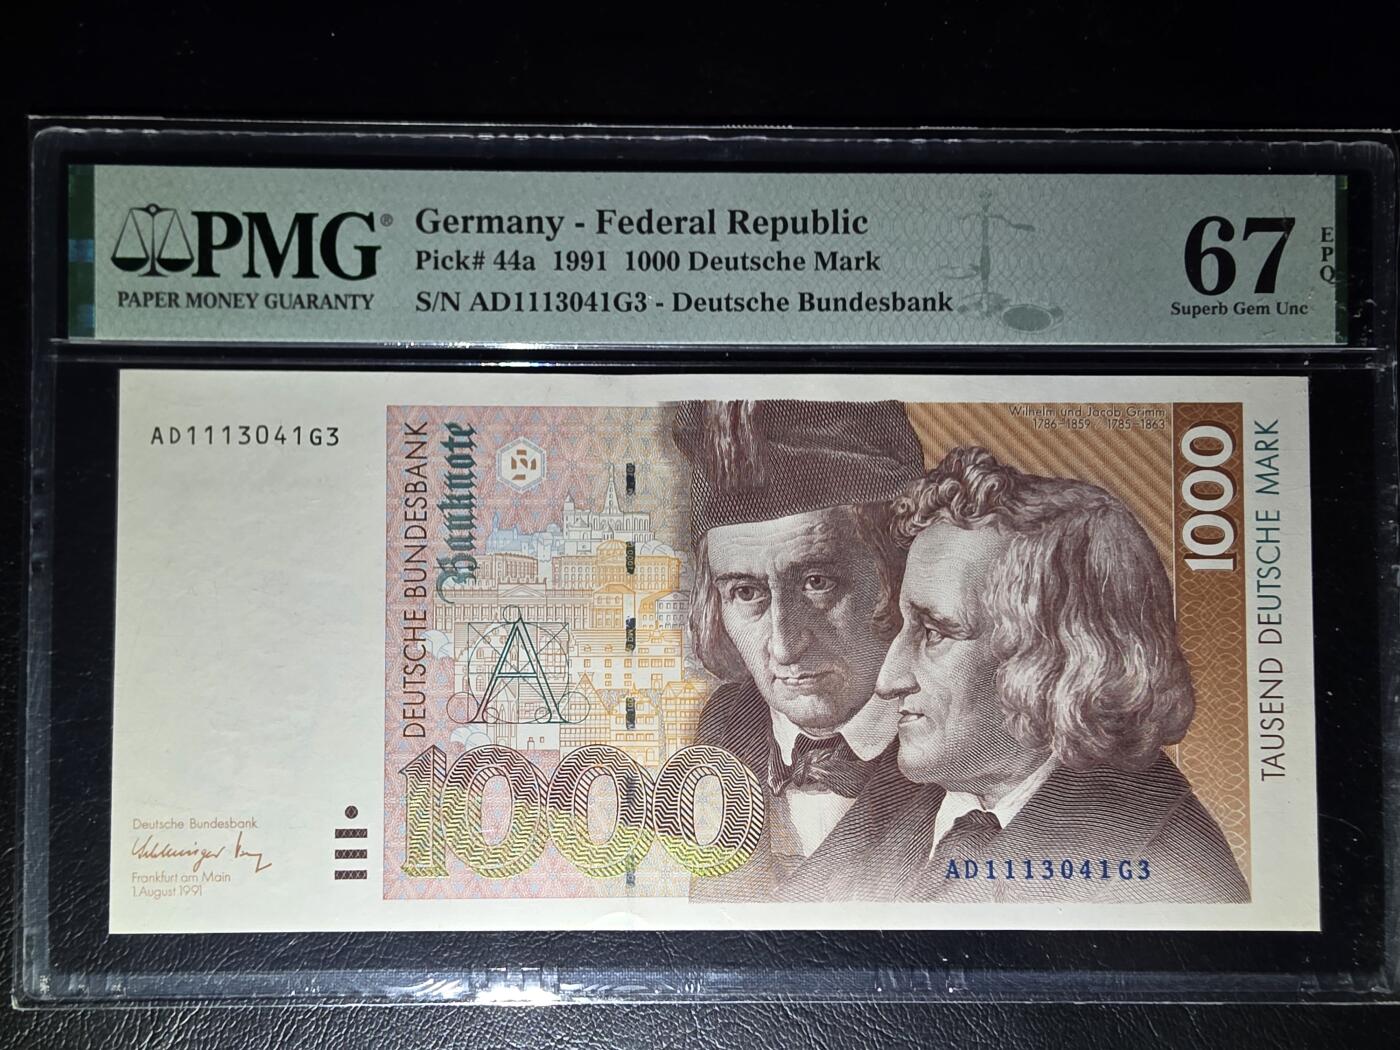 PMG®
PAPER MONEY GUARANTY
Germany - Federal Republic
Pick# 44a 1991 1000 Deutsche Mark
S/N AD1113041G3 - Deutsche Bundesbank
67
EPQ
Superb Gem Unc
AD1113041G3
DEUTSCHE BUNDESBANK
Banknote
Wilhelm und Jacob Grimm
1786-1859 / 1785-1863
1000
TAUSEND DEUTSCHE MARK
A
1000
Deutsche Bundesbank
Frankfurt am Main
1. August 1991
AD1113041G3